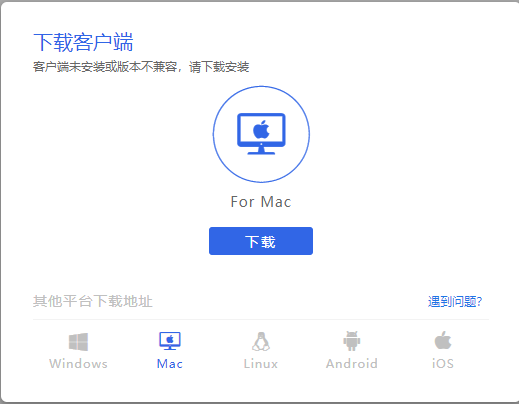 下载客户端
客户端未安装或版本不兼容，请下载安装
For Mac
下载
其他平台下载地址
遇到问题?
Windows
Mac
Linux
Android
iOS